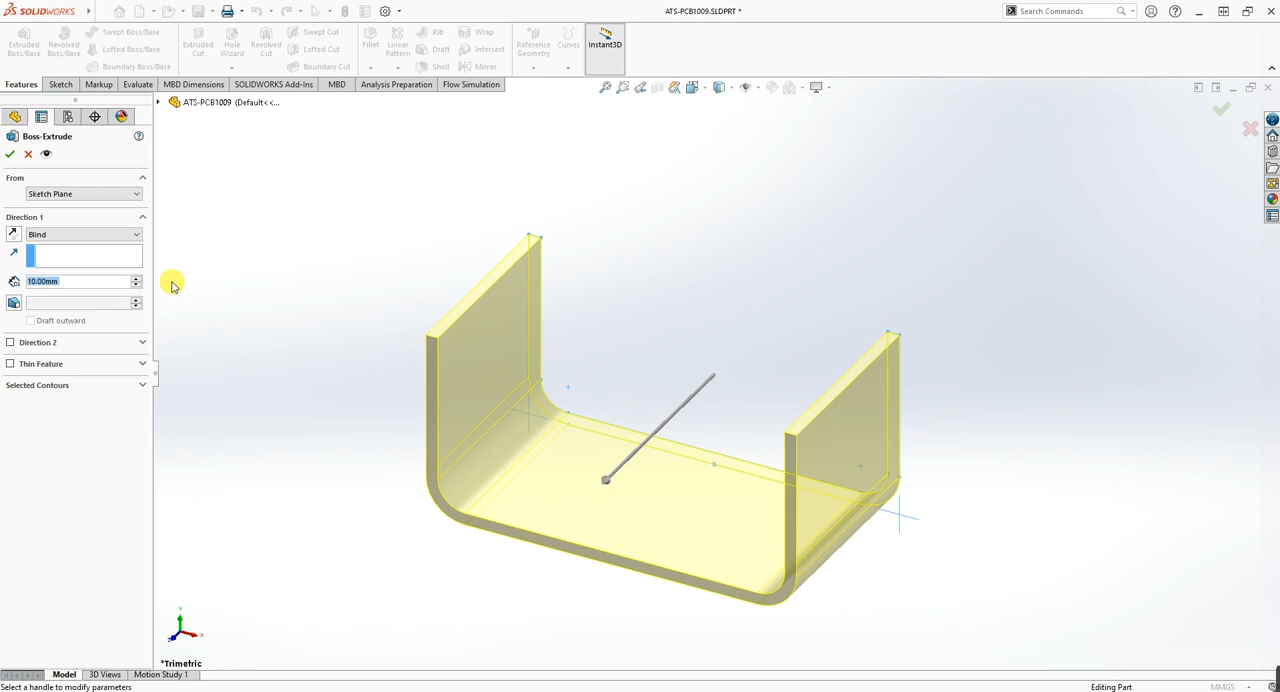 SOLIDWORKS
ATS-PCB1009.SLDPRT *
Search Commands
Extruded Boss/Base
Revolved Boss/Base
Swept Boss/Base
Lofted Boss/Base
Boundary Boss/Base
Extruded Cut
Hole Wizard
Revolved Cut
Swept Cut
Lofted Cut
Boundary Cut
Fillet
Linear Pattern
Rib
Draft
Shell
Wrap
Intersect
Mirror
Reference Geometry
Curves
Instant3D
Features Sketch Markup Evaluate MBD Dimensions SOLIDWORKS Add-Ins MBD Analysis Preparation Flow Simulation
ATS-PCB1009 (Default<<...
Boss-Extrude
From
Sketch Plane
Direction 1
Blind
10.00mm
Draft outward
Direction 2
Thin Feature
Selected Contours
Y
X
Z
*Trimetric
Model 3D Views Motion Study 1
Select a handle to modify parameters
Editing Part
MMGS